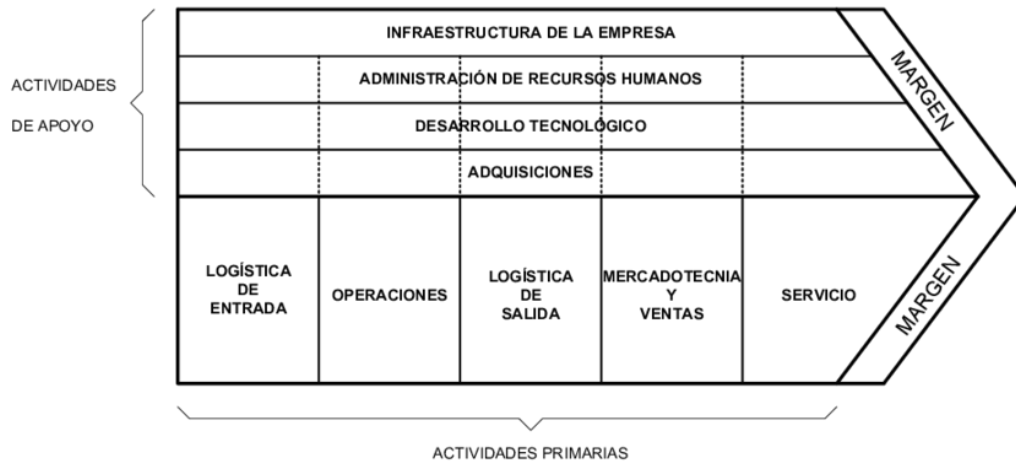 INFRAESTRUCTURA DE LA EMPRESA
ACTIVIDADES
DE APOYO
ADMINISTRACIÓN DE RECURSOS HUMANOS
DESARROLLO TECNOLÓGICO
ADQUISICIONES
MARGEN
LOGÍSTICA
DE
ENTRADA
OPERACIONES
LOGÍSTICA
DE
SALIDA
MERCADOTECNIA
Y
VENTAS
SERVICIO
MARGEN
ACTIVIDADES PRIMARIAS